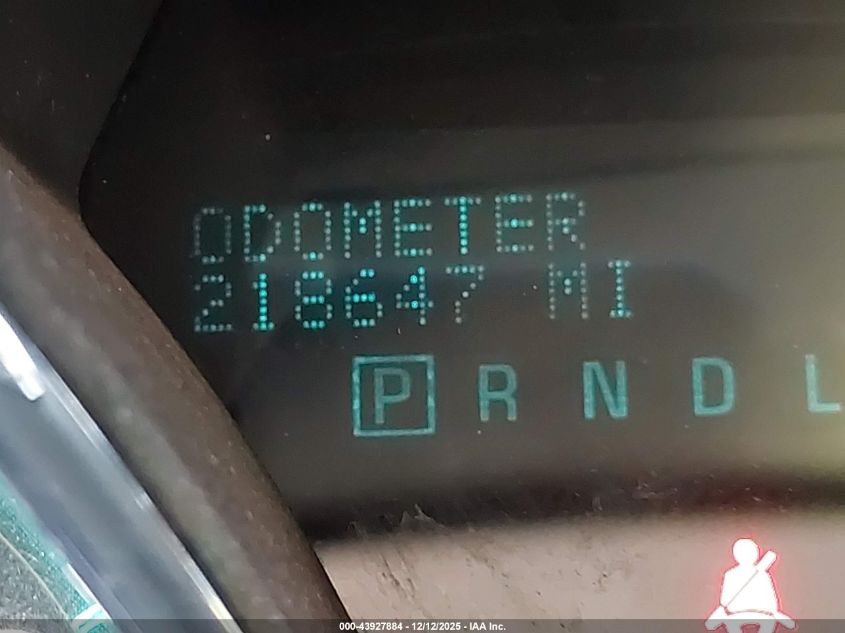 ODOMETER
218647 MI
P R N D L
000-43927884 - 12/12/2025 - IAA Inc.